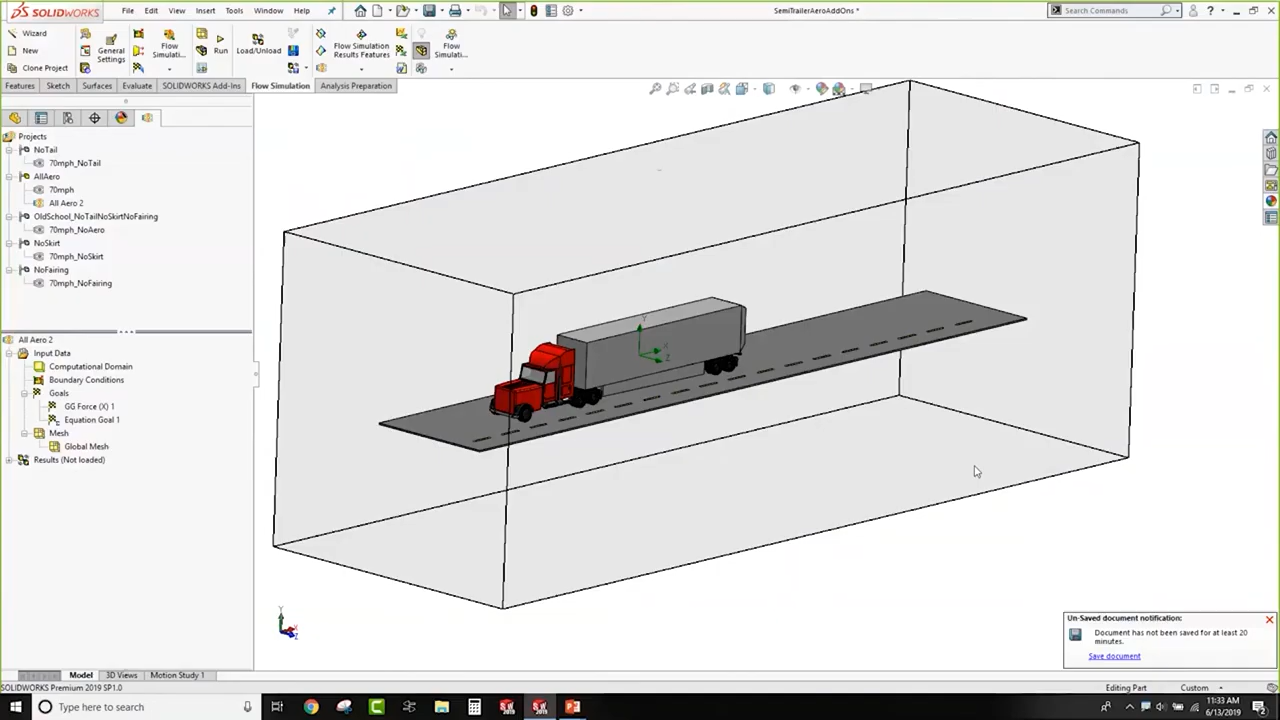 SOLIDWORKS File Edit View Insert Tools Window Help SemiTrailerAeroAddOns * Search Commands
Wizard
New
Clone Project
General Settings
Flow Simulati...
Run
Load/Unload
Flow Simulation Results Features
Flow Simulati...
Features Sketch Surfaces Evaluate SOLIDWORKS Add-Ins Flow Simulation Analysis Preparation
Projects
NoTail
70mph_NoTail
AllAero
70mph
All Aero 2
OldSchool_NoTailNoSkirtNoFairing
70mph_NoAero
NoSkirt
70mph_NoSkirt
NoFairing
70mph_NoFairing
All Aero 2
Input Data
Computational Domain
Boundary Conditions
Goals
GG Force (X) 1
Equation Goal 1
Mesh
Global Mesh
Results (Not loaded)
Y
X
Z
Y
X
Z
Un-Saved document notification:
Document has not been saved for at least 20
minutes.
Save document
Model 3D Views Motion Study 1
SOLIDWORKS Premium 2019 SP1.0 Editing Part Custom
Type here to search
11:33 AM
6/13/2019